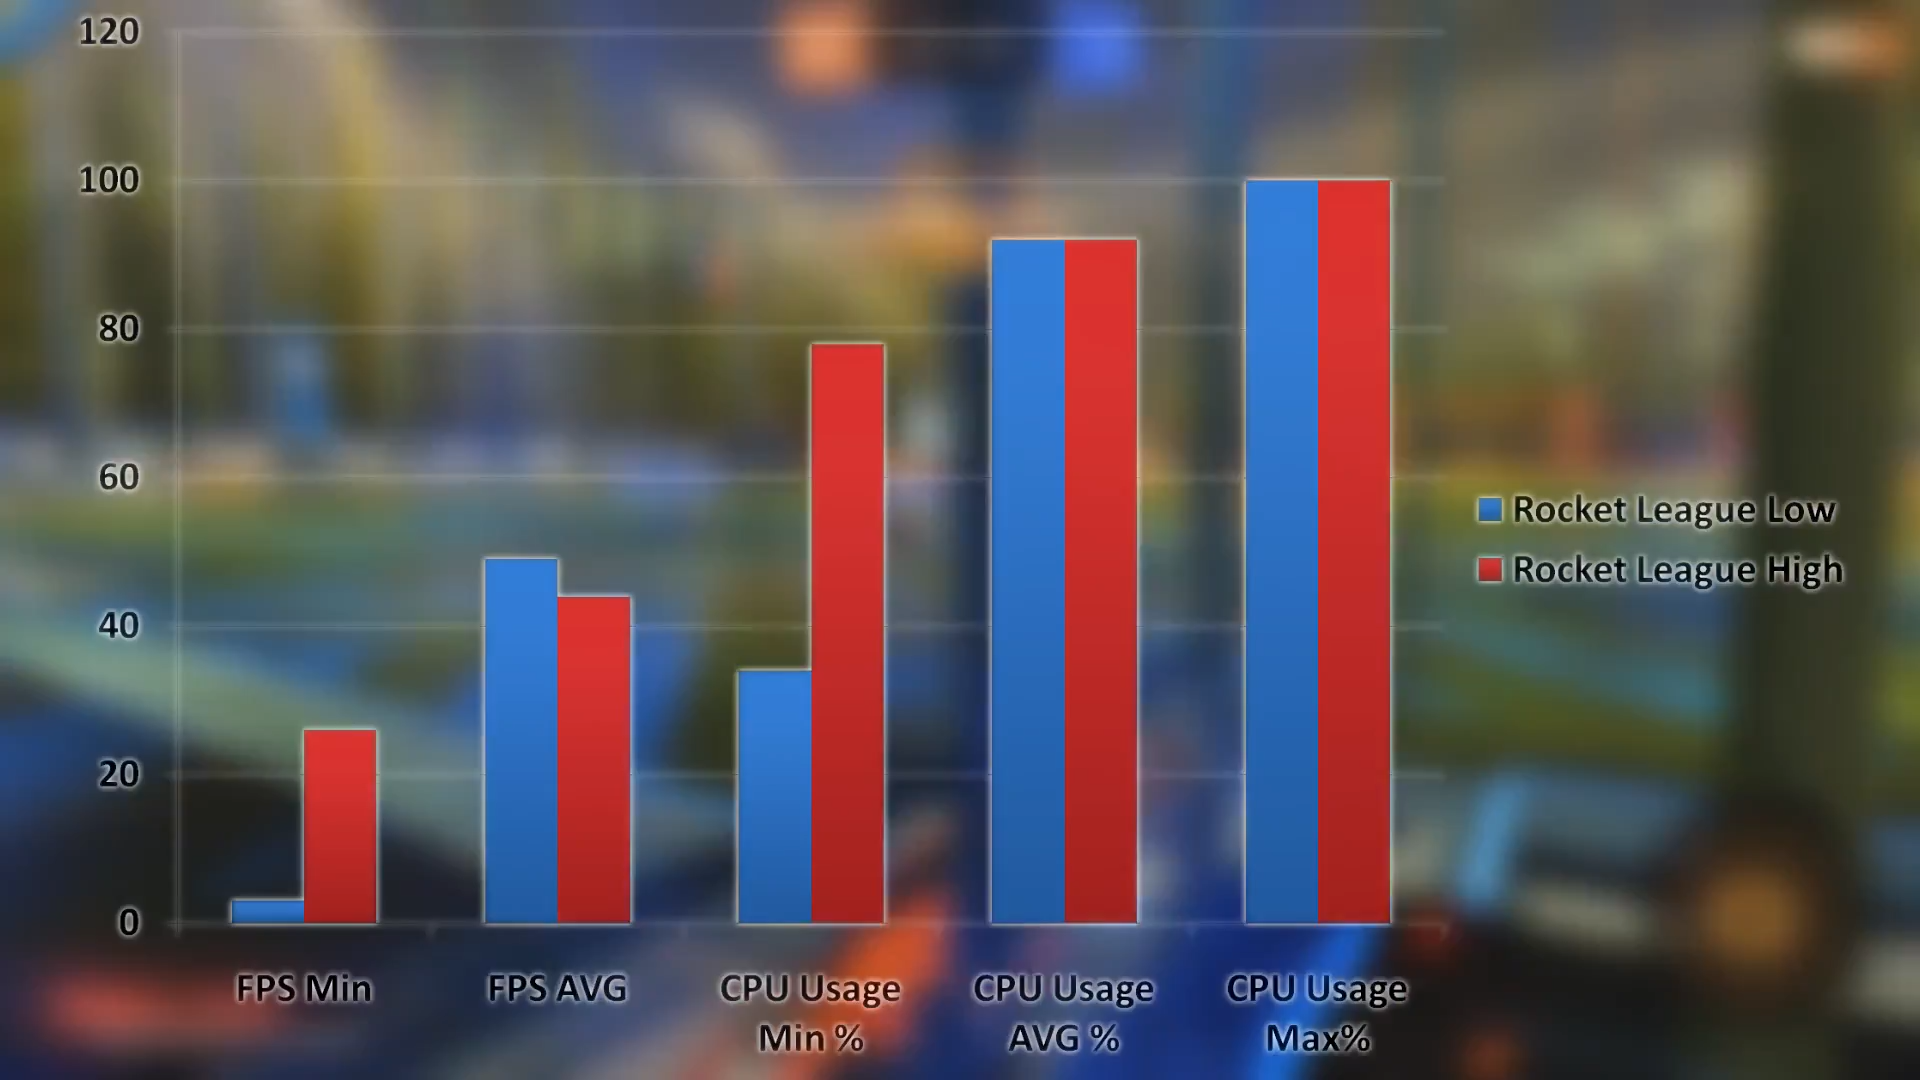 120
100
80
60
40
20
0
FPS Min
FPS AVG
CPU Usage
Min %
CPU Usage
AVG %
CPU Usage
Max%
Rocket League Low
Rocket League High